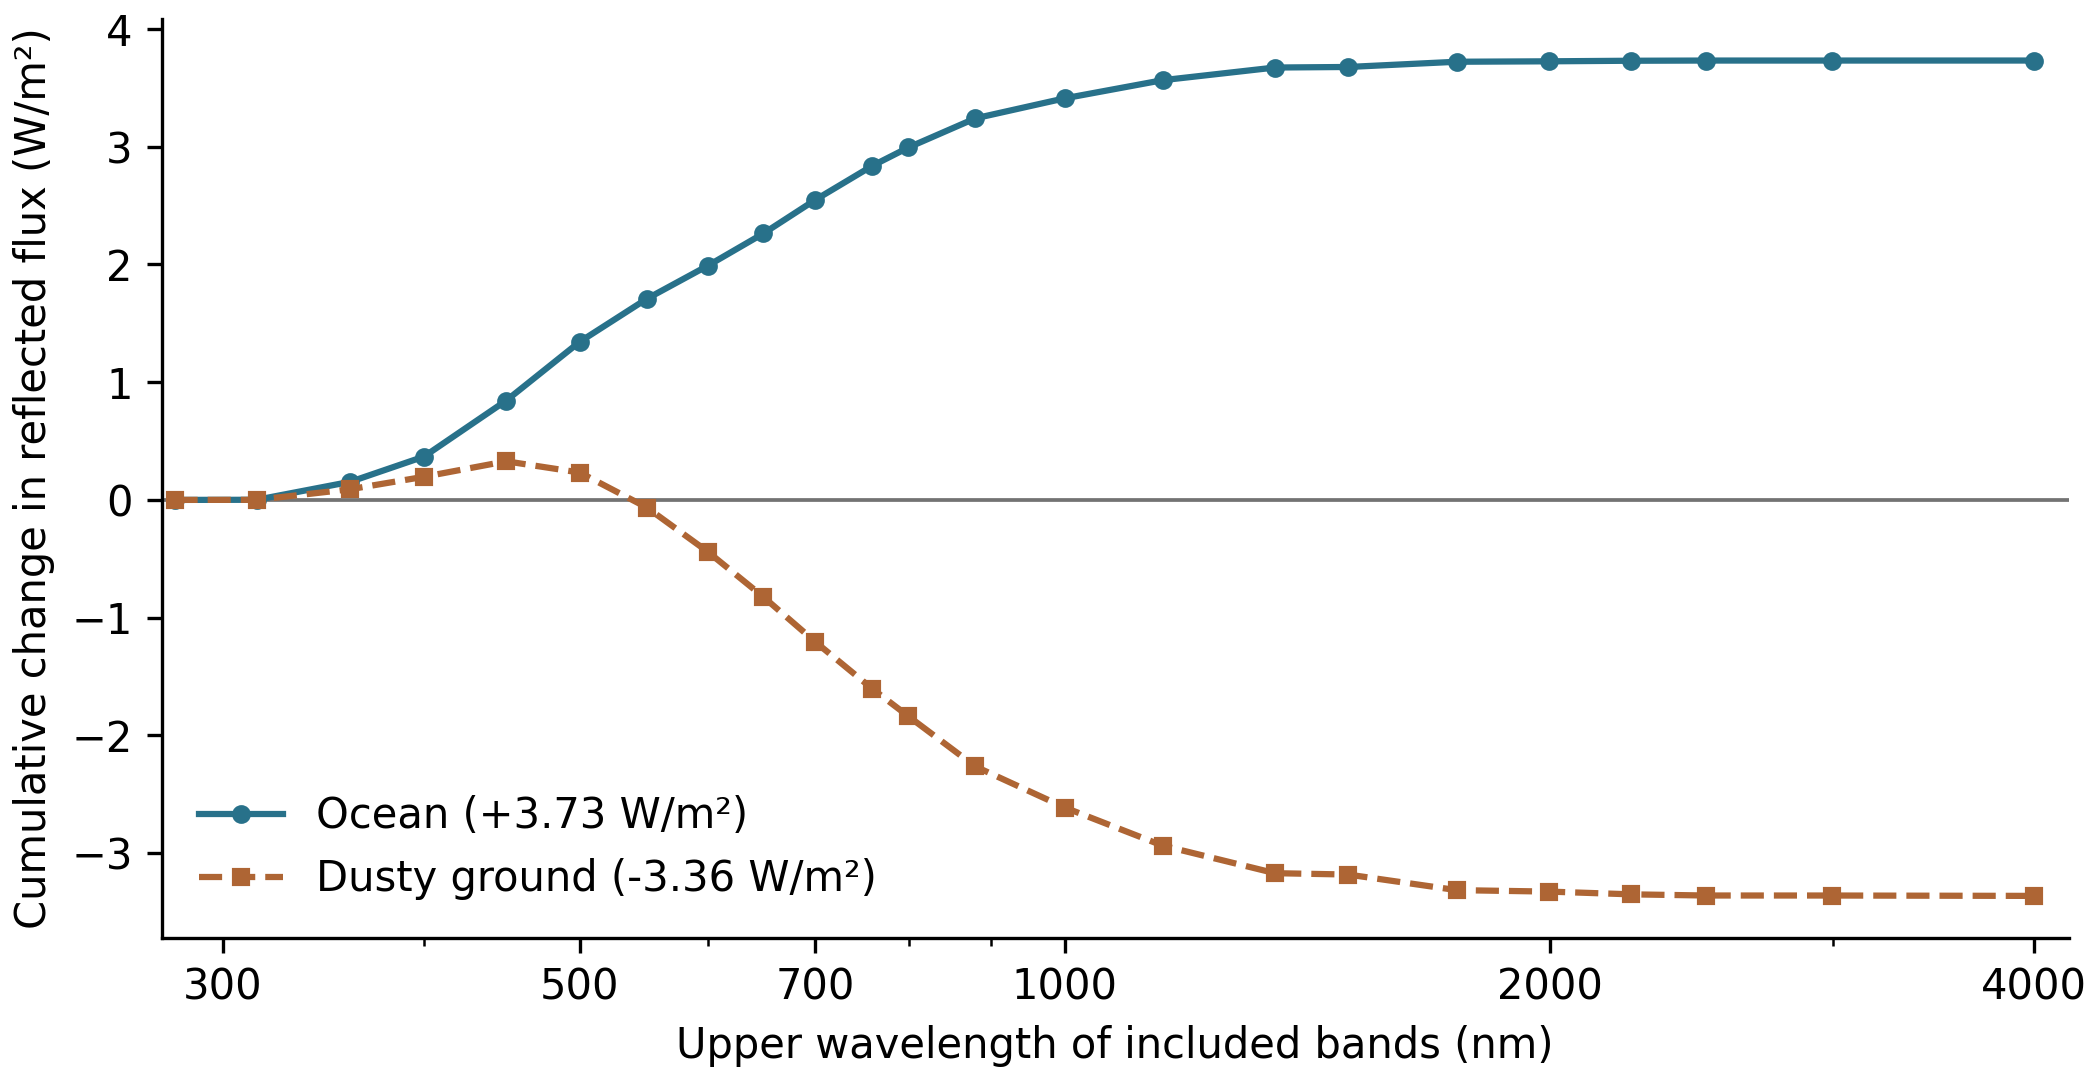 Cumulative change in reflected flux (W/m²)
4
3
2
1
0
−1
−2
−3
Ocean (+3.73 W/m²)
Dusty ground (-3.36 W/m²)
300 500 700 1000 2000 4000
Upper wavelength of included bands (nm)